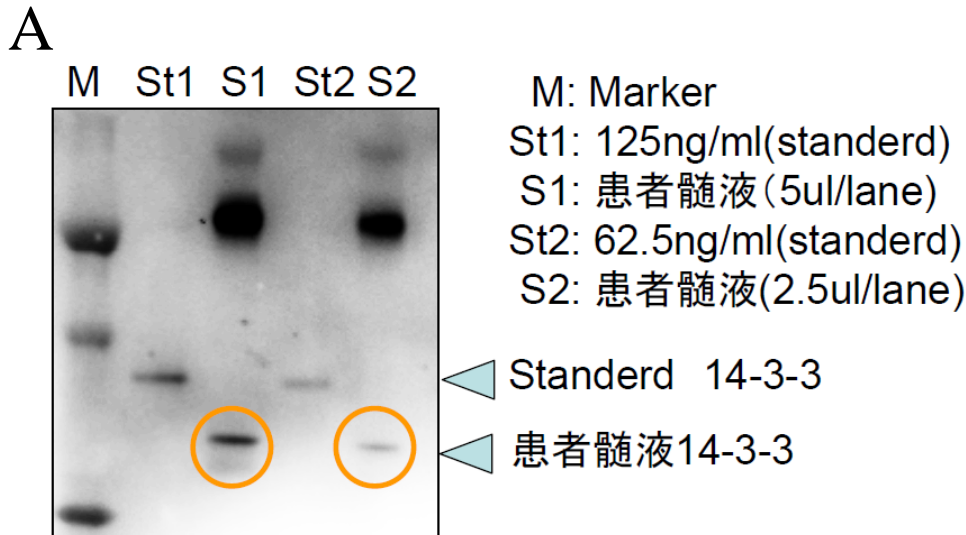 A
M St1 S1 St2 S2
M: Marker
St1: 125ng/ml(standerd)
S1: 患者髄液（5ul/lane)
St2: 62.5ng/ml(standerd)
S2: 患者髄液(2.5ul/lane)
Standerd 14-3-3
患者髄液14-3-3